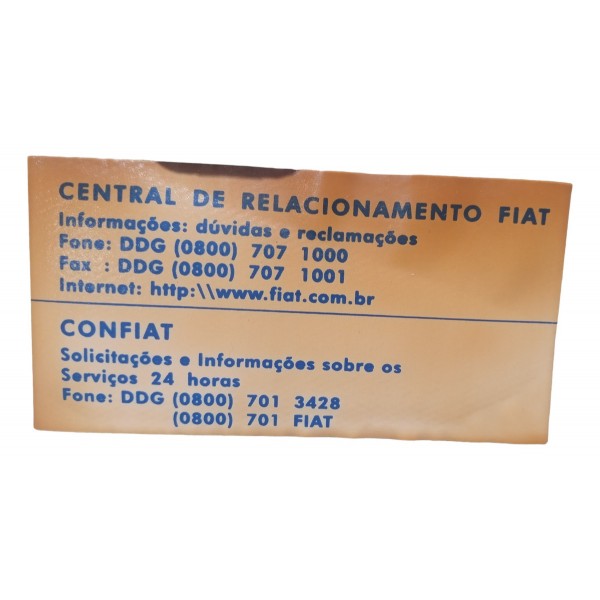 CENTRAL DE RELACIONAMENTO FIAT
Informações: dúvidas e reclamações
Fone: DDG (0800) 707 1000
Fax : DDG (0800) 707 1001
Internet: http:\\www.fiat.com.br
CONFIAT
Solicitações e Informações sobre os
Serviços 24 horas
Fone: DDG (0800) 701 3428
(0800) 701 FIAT